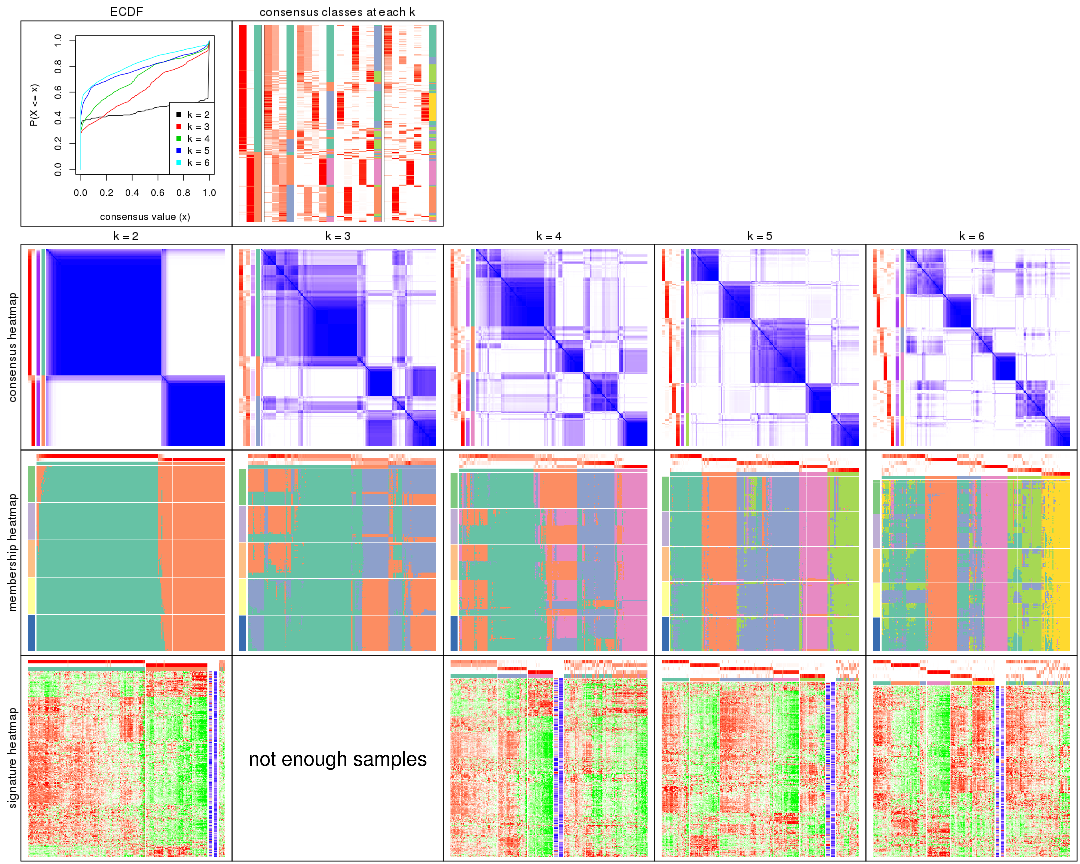 ECDF
consensus classes at each k
P(X <= x)
0.0
0.2
0.4
0.6
0.8
1.0
0.0 0.2 0.4 0.6 0.8 1.0
k = 2
k = 3
k = 4
k = 5
k = 6
consensus value (x)
k = 2 k = 3 k = 4 k = 5 k = 6
consensus heatmap
membership heatmap
signature heatmap
not enough samples